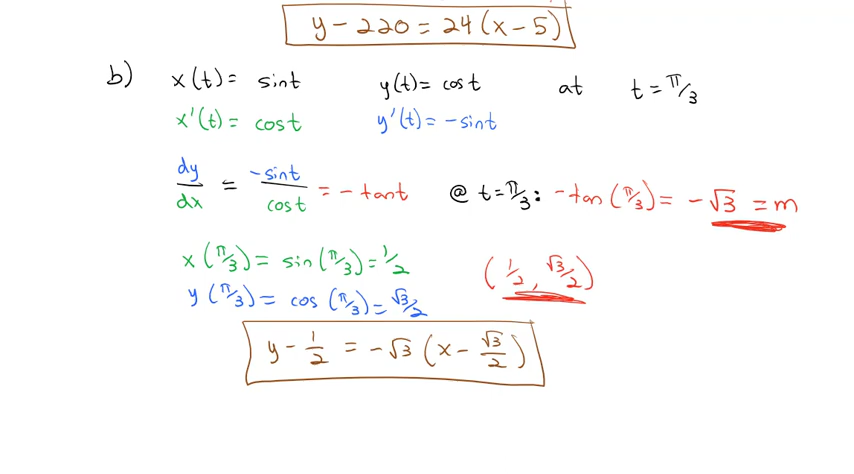 y - 220 = 24 (x - 5)
b) x(t) = sint y(t) = cost at t = π/3
x'(t) = cost y'(t) = -sint
dy/dx = -sint/cost = - tant @ t = π/3 : -tan(π/3) = -√3 = m
x(π/3) = sin(π/3) = 1/2 (1/2, √3/2)
y(π/3) = cos(π/3) = √3/2
y - 1/2 = -√3 (x - √3/2)